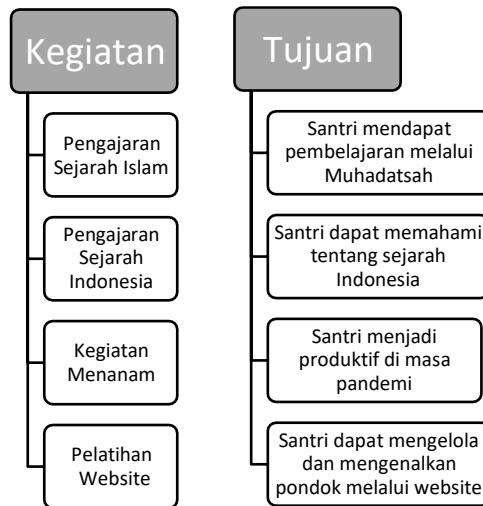 Kegiatan
Pengajaran
Sejarah Islam
Pengajaran
Sejarah
Indonesia
Kegiatan
Menanam
Pelatihan
Website
Tujuan
Santri mendapat
pembelajaran melalui
Muhadatsah
Santri dapat memahami
tentang sejarah
Indonesia
Santri menjadi
produktif di masa
pandemi
Santri dapat mengelola
dan mengenalkan
pondok melalui website